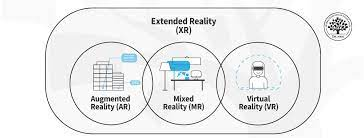 Extended Reality
(XR)
Augmented
Reality (AR)
Mixed
Reality (MR)
Virtual
Reality (VR)